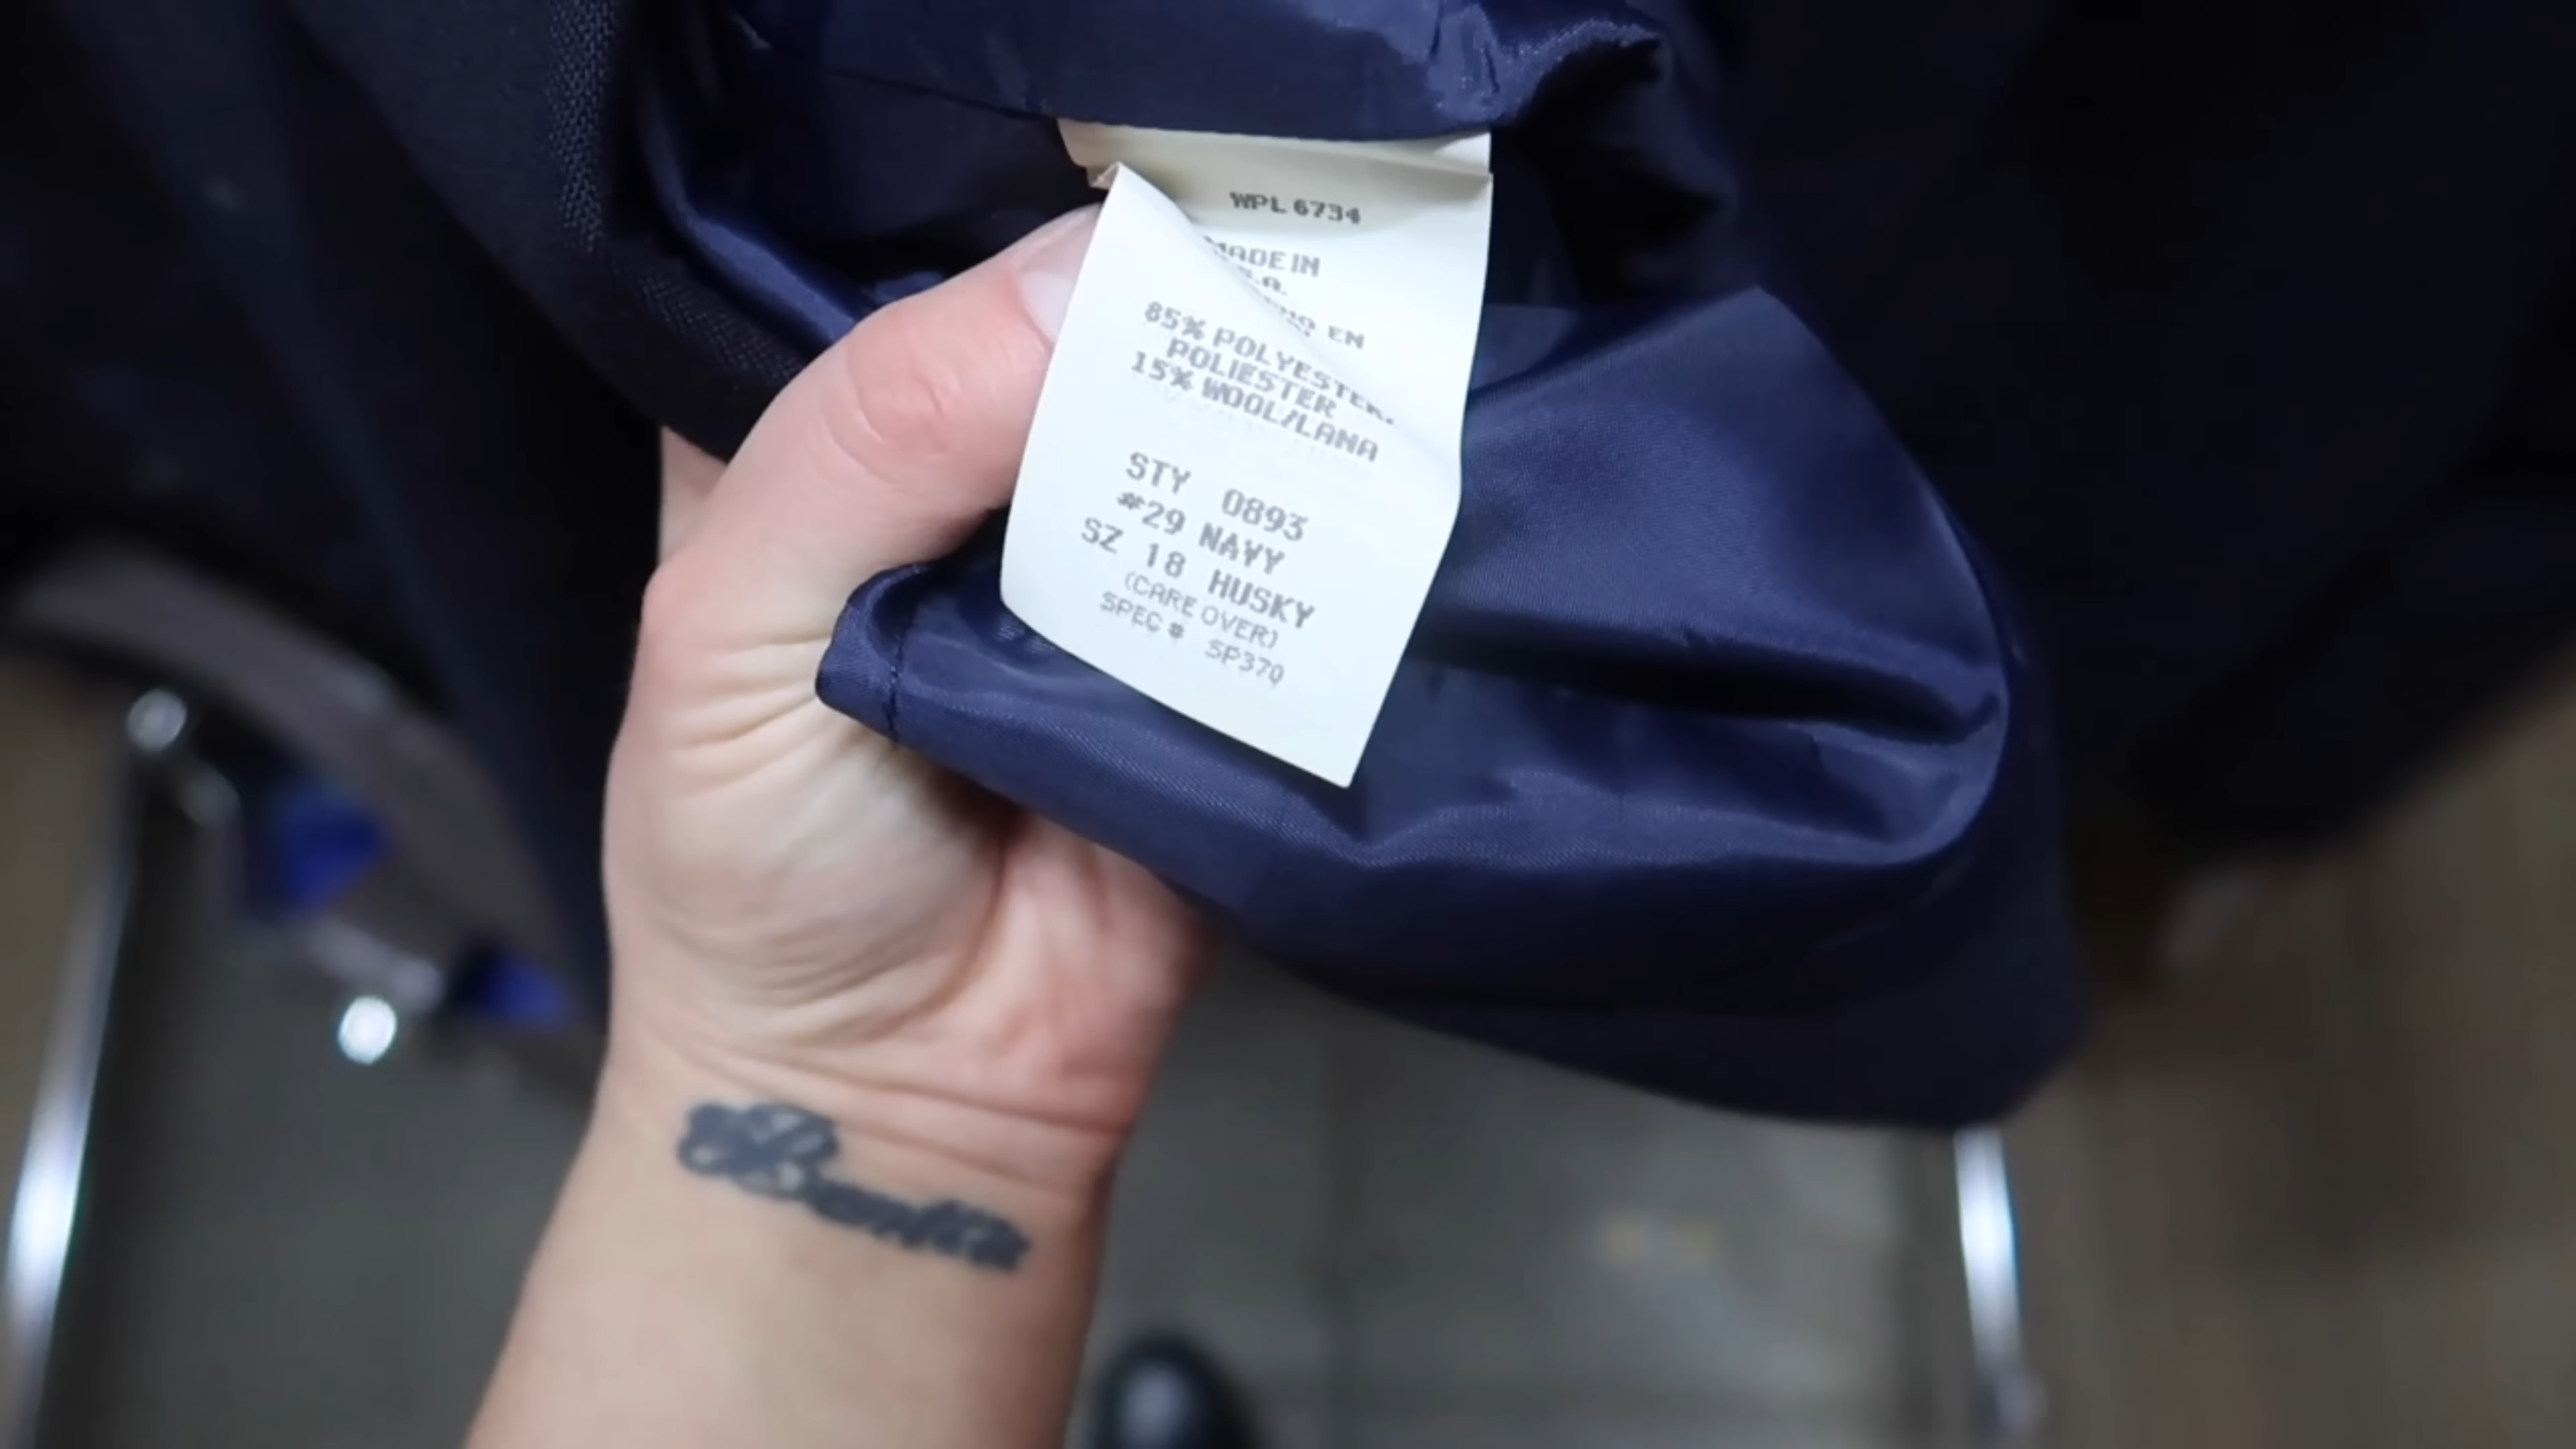 WPL 6734
MADE IN
S.A.
EN
85% POLYESTER/
POLIESTER
15% WOOL/LANA
STY 0893
#29 NAVY
SZ 18 HUSKY
(CARE OVER)
SPEC # SP370